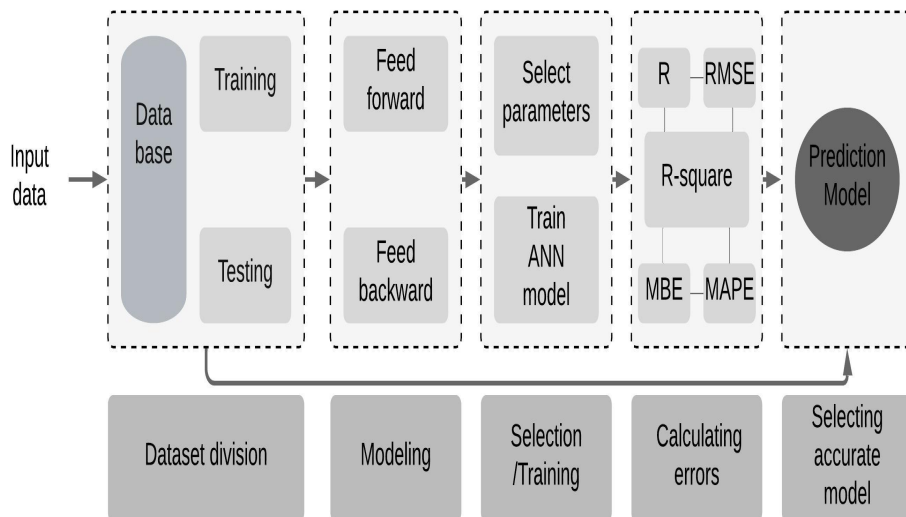 Input
data
Data
base
Training
Testing
Feed
forward
Feed
backward
Select
parameters
Train
ANN
model
R
RMSE
R-square
MBE
MAPE
Prediction
Model
Dataset division
Modeling
Selection
/Training
Calculating
errors
Selecting
accurate
model